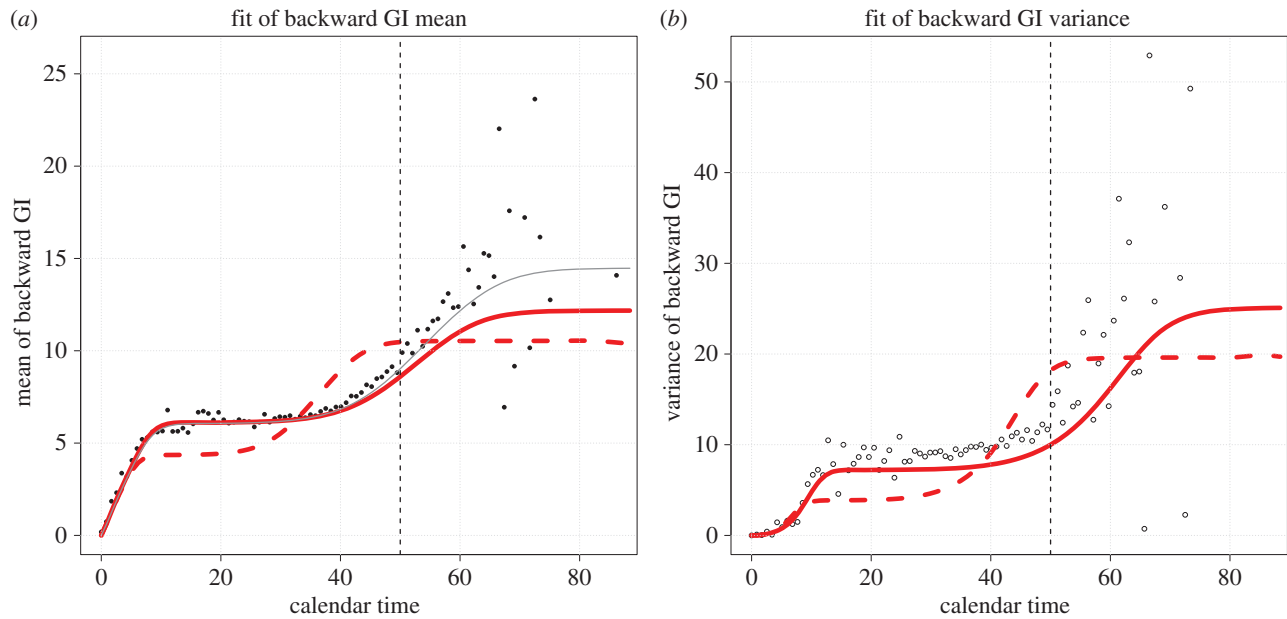 (a) fit of backward GI mean
mean of backward GI
25
20
15
10
5
0
0 20 40 60 80
calendar time
(b) fit of backward GI variance
variance of backward GI
50
40
30
20
10
0
0 20 40 60 80
calendar time